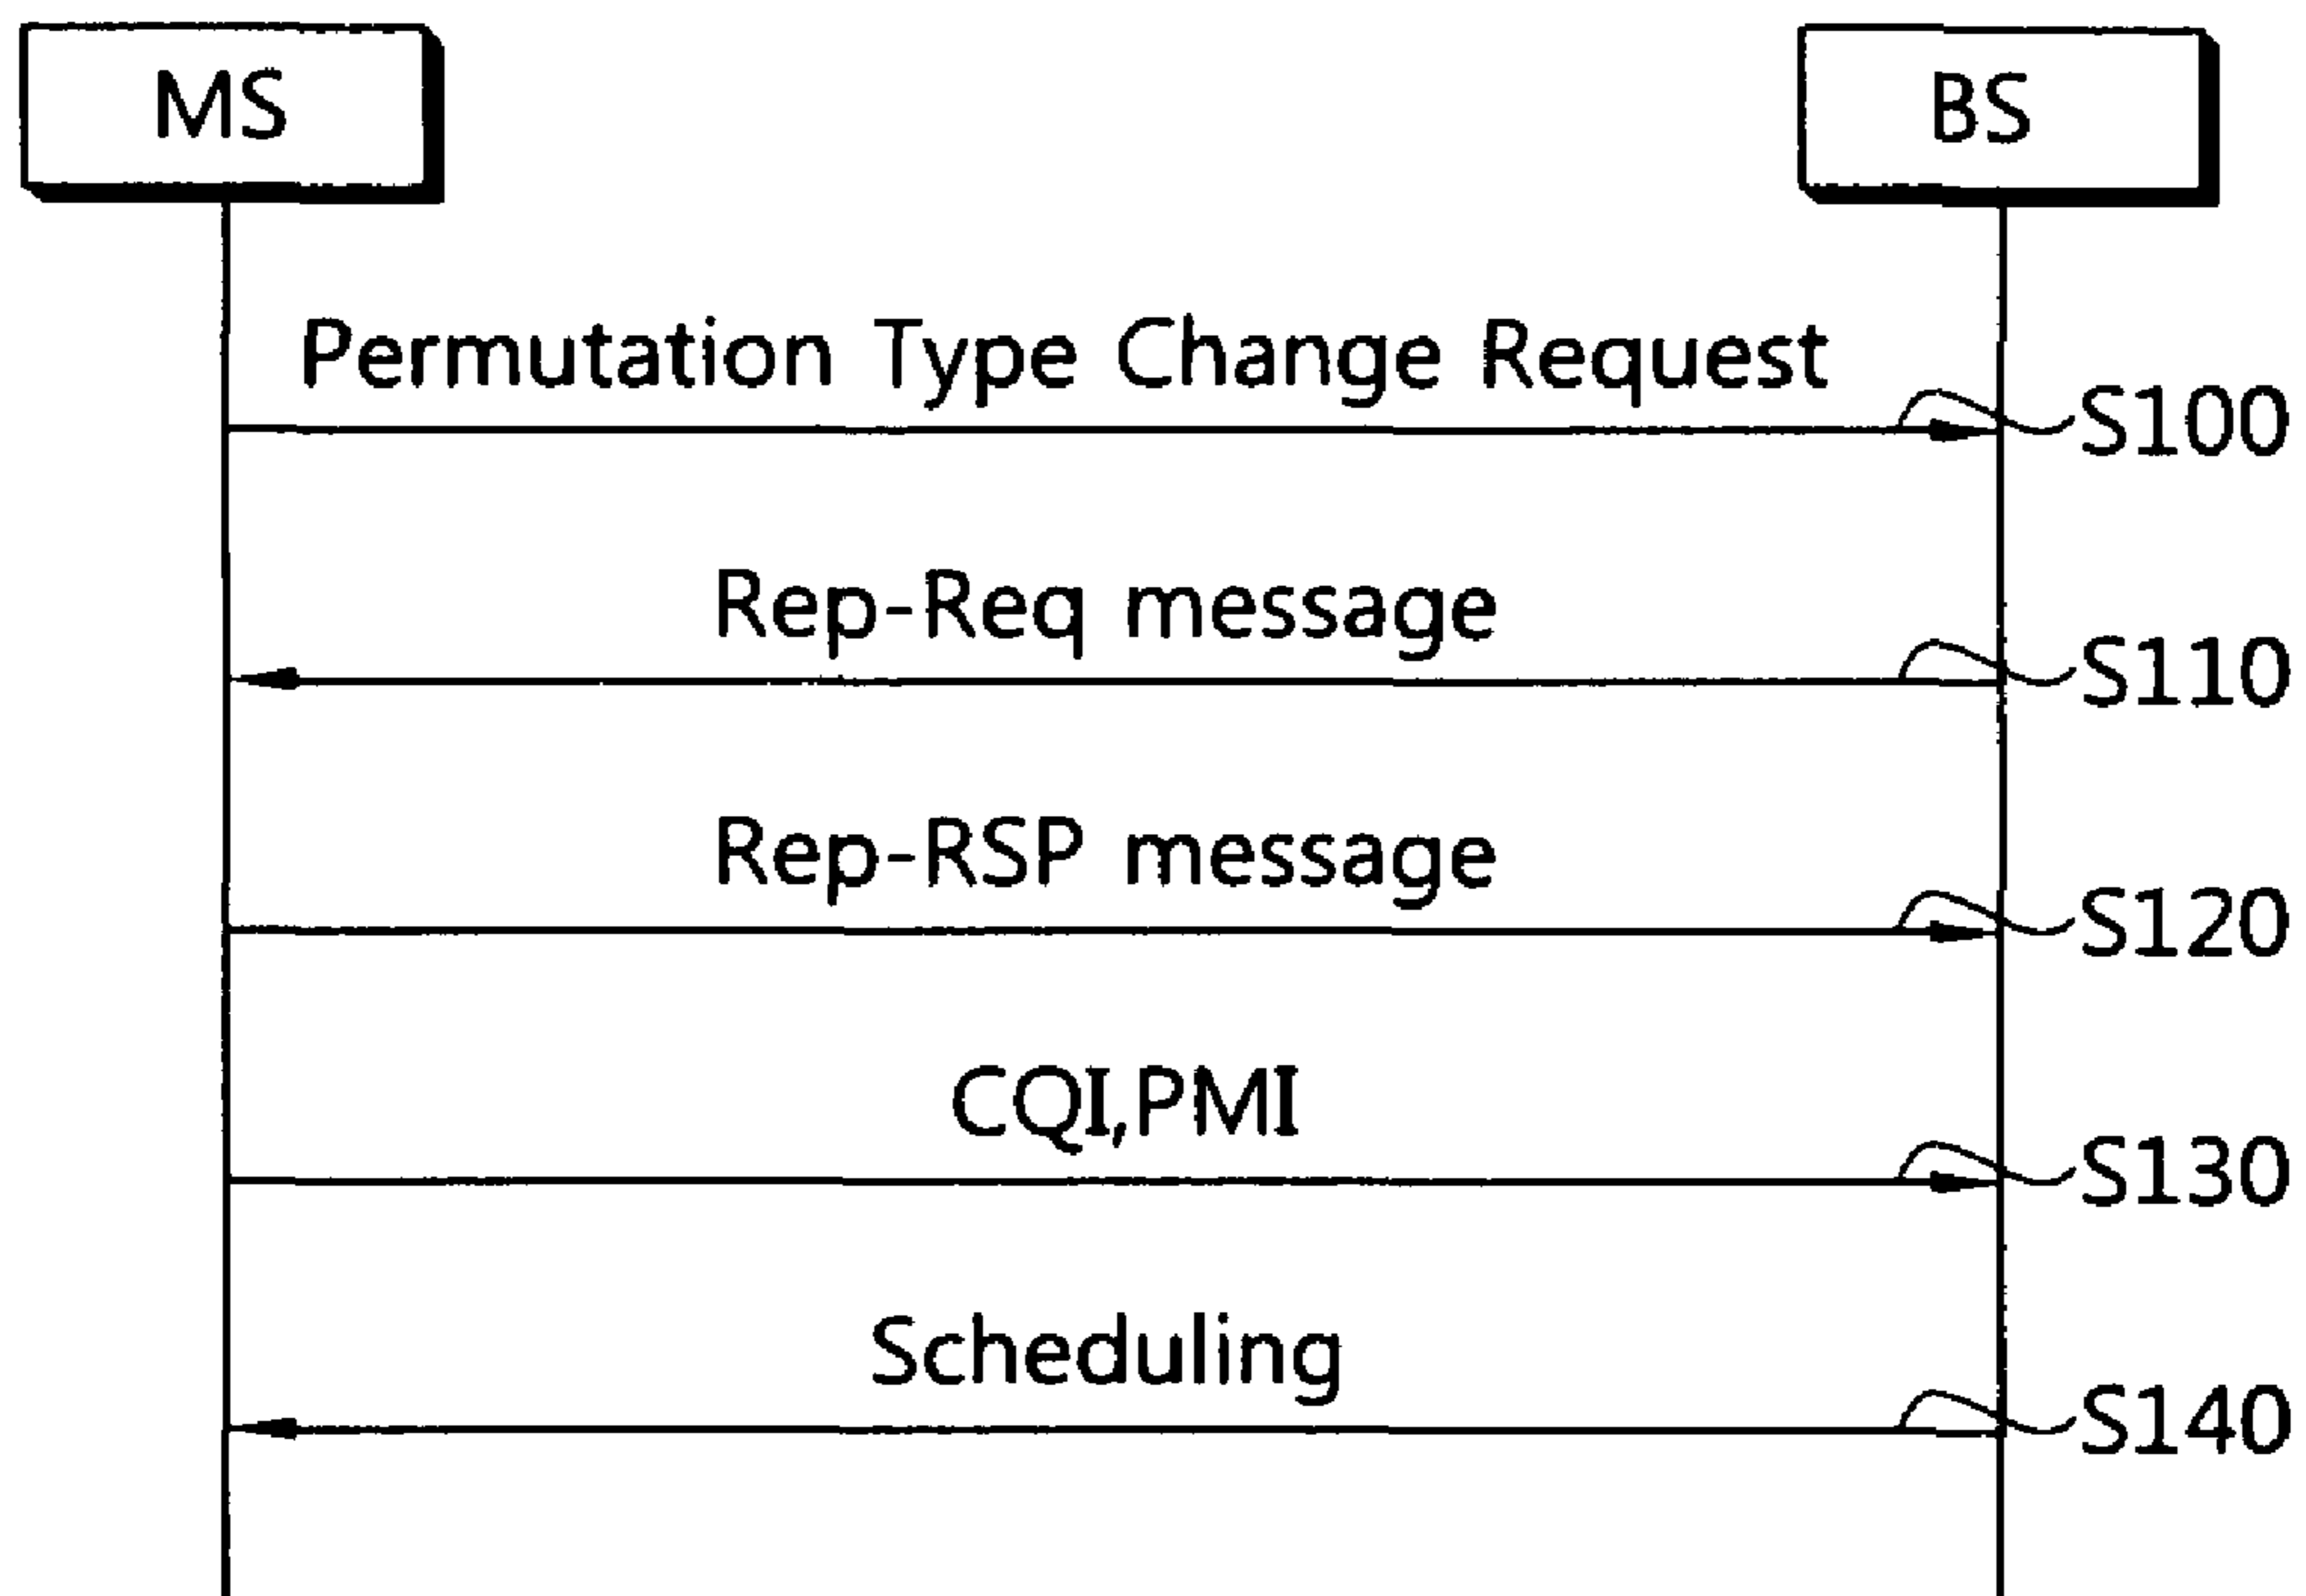 MS
BS
Permutation Type Change Request
S100
Rep-Req message
S110
Rep-RSP message
S120
CQI,PMI
S130
Scheduling
S140